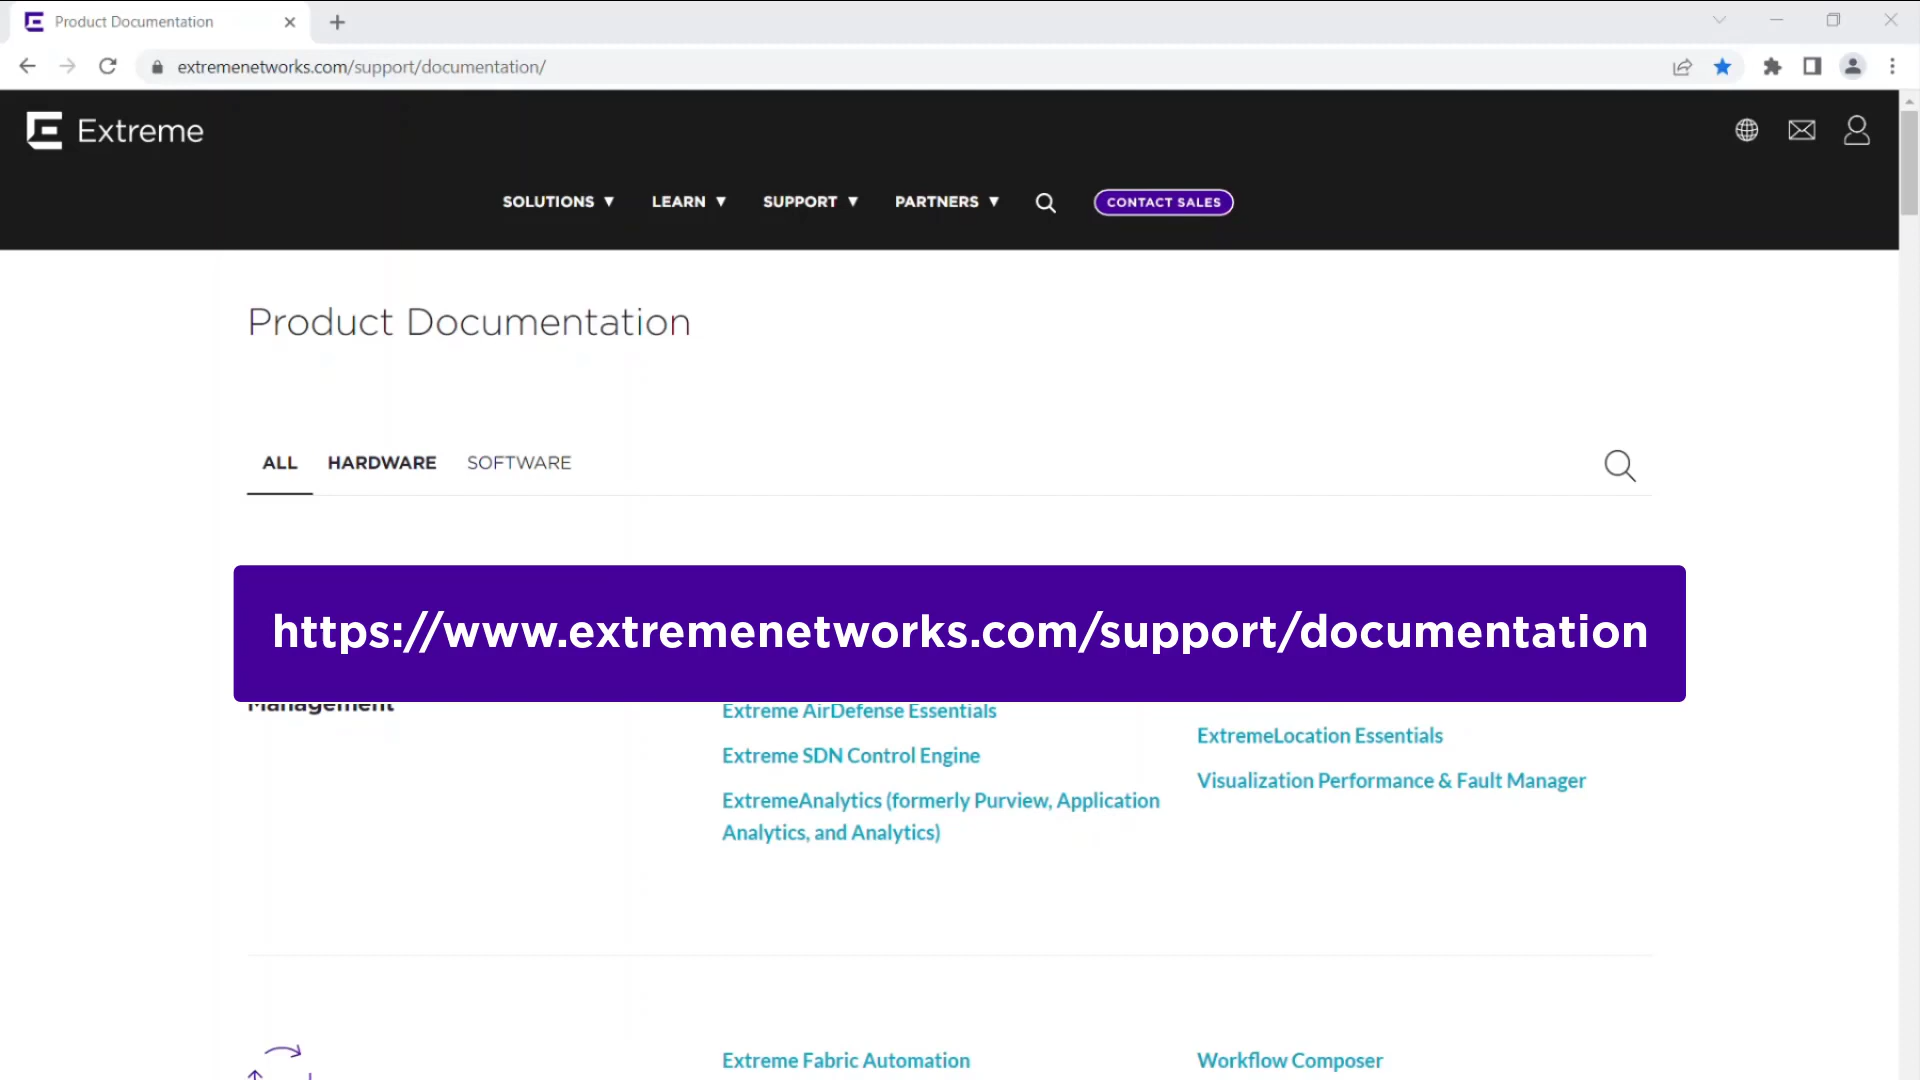 Product Documentation
extremenetworks.com/support/documentation/
Extreme
SOLUTIONS ▼ LEARN ▼ SUPPORT ▼ PARTNERS ▼ CONTACT SALES
Product Documentation
ALL HARDWARE SOFTWARE
https://www.extremenetworks.com/support/documentation
Management
Extreme AirDefense Essentials
Extreme SDN Control Engine
ExtremeAnalytics (formerly Purview, Application
Analytics, and Analytics)
ExtremeLocation Essentials
Visualization Performance & Fault Manager
Extreme Fabric Automation
Workflow Composer